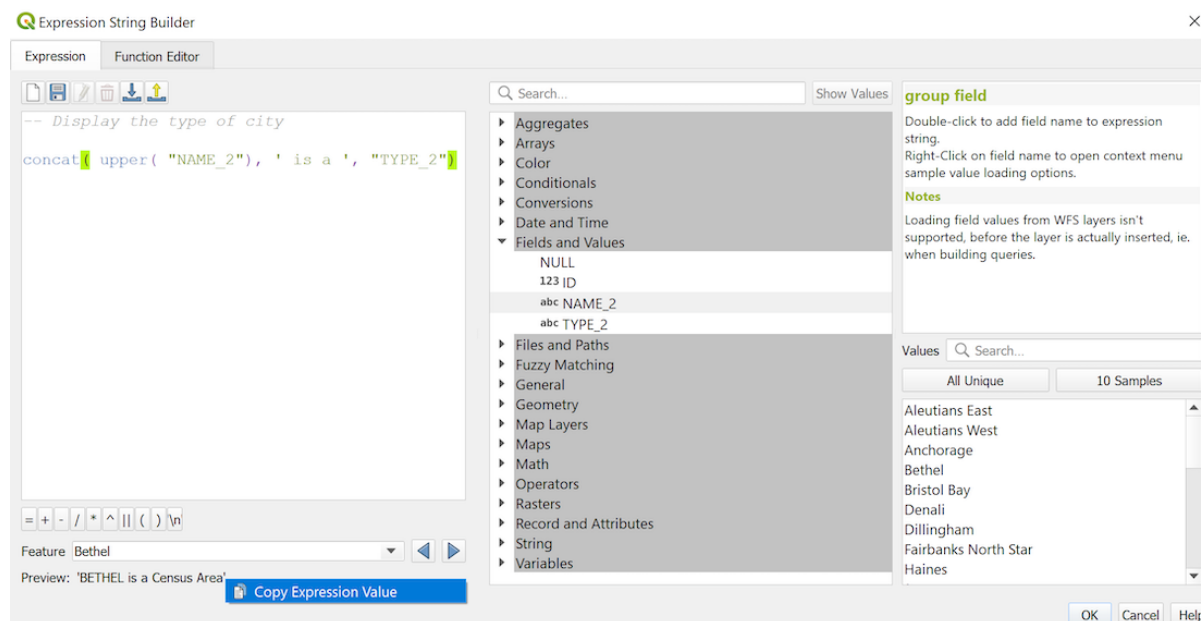 Expression String Builder
Expression
Function Editor
-- Display the type of city
concat( upper( "NAME_2"), ' is a ', "TYPE_2")
= + - / * ^ || ( ) \n
Feature Bethel
Preview: 'BETHEL is a Census Area'
Copy Expression Value
Search...
Show Values
Aggregates
Arrays
Color
Conditionals
Conversions
Date and Time
Fields and Values
NULL
123 ID
abc NAME_2
abc TYPE_2
Files and Paths
Fuzzy Matching
General
Geometry
Map Layers
Maps
Math
Operators
Rasters
Record and Attributes
String
Variables
group field
Double-click to add field name to expression
string.
Right-Click on field name to open context menu
sample value loading options.
Notes
Loading field values from WFS layers isn't
supported, before the layer is actually inserted, ie.
when building queries.
Values Search...
All Unique
10 Samples
Aleutians East
Aleutians West
Anchorage
Bethel
Bristol Bay
Denali
Dillingham
Fairbanks North Star
Haines
OK
Cancel
Help